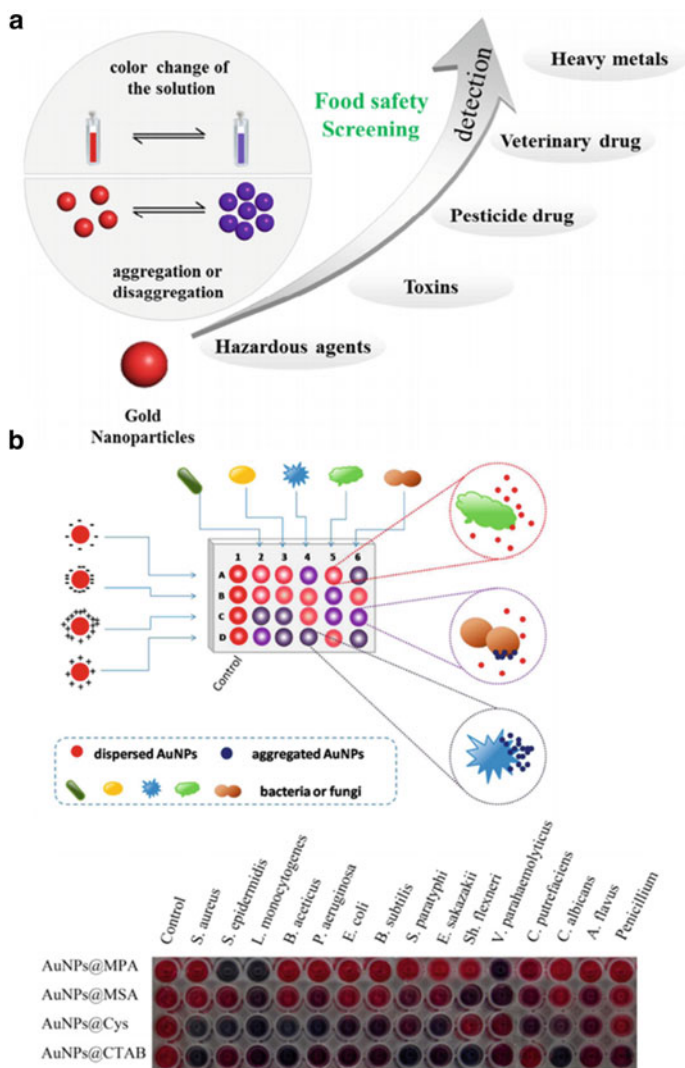 a
color change of
the solution
aggregation or
disaggregation
Gold
Nanoparticles
Food safety
Screening
detection
Heavy metals
Veterinary drug
Pesticide drug
Toxins
Hazardous agents
b
1 2 3 4 5 6
A
B
C
D
Control
dispersed AuNPs
aggregated AuNPs
bacteria or fungi
Control
S. aureus
S. epidermidis
L. monocytogenes
B. aceticus
P. aeruginosa
E. coli
B. subtilis
S. paratyphi
E. sakazakii
Sh. flexneri
V. parahaemolyticus
C. putrefaciens
C. albicans
A. flavus
Penicillium
AuNPs@MPA
AuNPs@MSA
AuNPs@Cys
AuNPs@CTAB